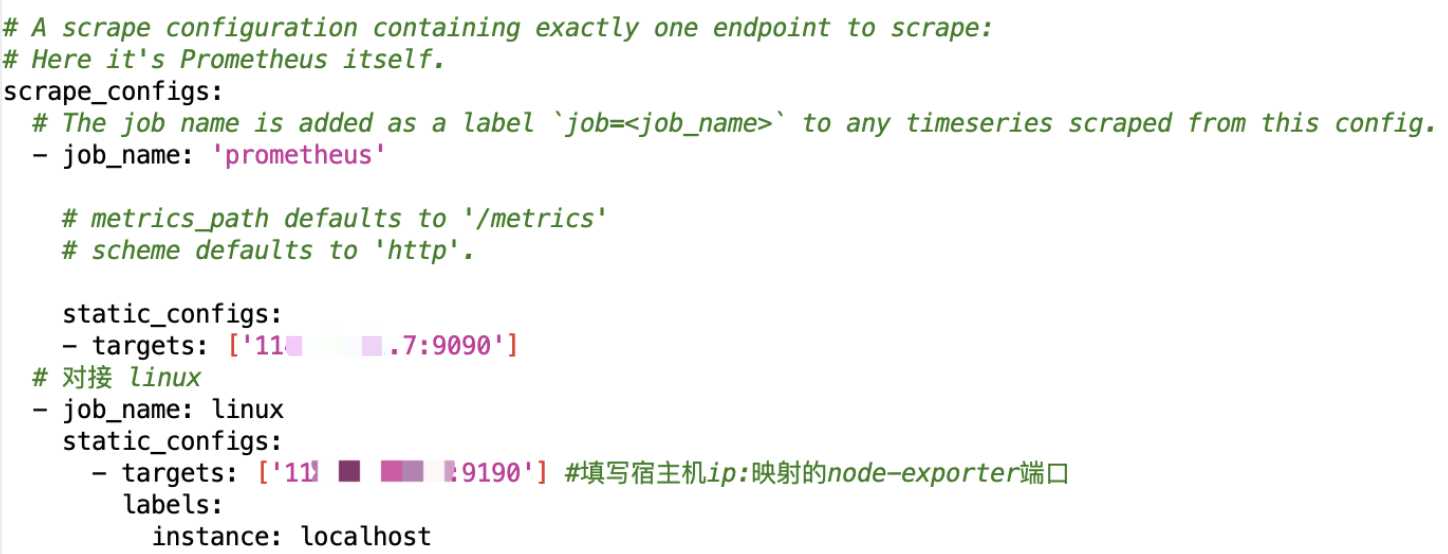 # A scrape configuration containing exactly one endpoint to scrape:
# Here it's Prometheus itself.
scrape_configs:
  # The job name is added as a label `job=<job_name>` to any timeseries scraped from this config.
  - job_name: 'prometheus'
    # metrics_path defaults to '/metrics'
    # scheme defaults to 'http'.
    static_configs:
    - targets: ['11 .7:9090']
  # 对接 linux
  - job_name: linux
    static_configs:
      - targets: ['11 :9190'] #填写宿主机ip:映射的node-exporter端口
        labels:
          instance: localhost